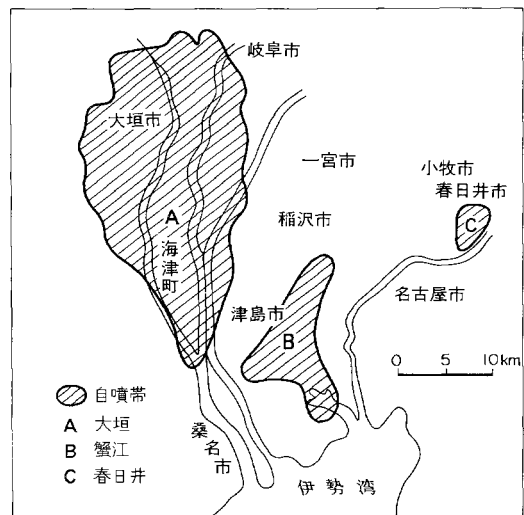 岐阜市
大垣市
一宮市
小牧市
春日井市
A
海津町
稲沢市
C
津島市
名古屋市
B
0 5 10km
自噴帯
A 大垣
B 蟹江
C 春日井
桑名市
伊勢湾